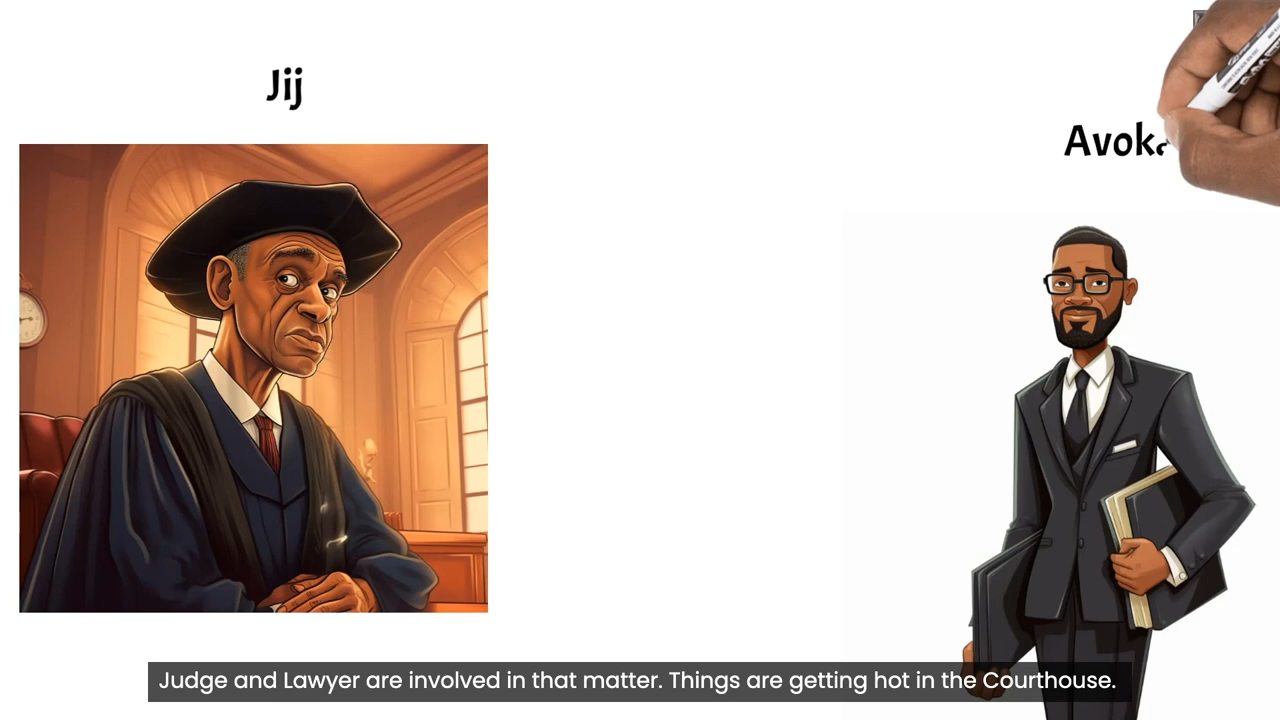 Jij
Avok
Judge and Lawyer are involved in that matter. Things are getting hot in the Courthouse.